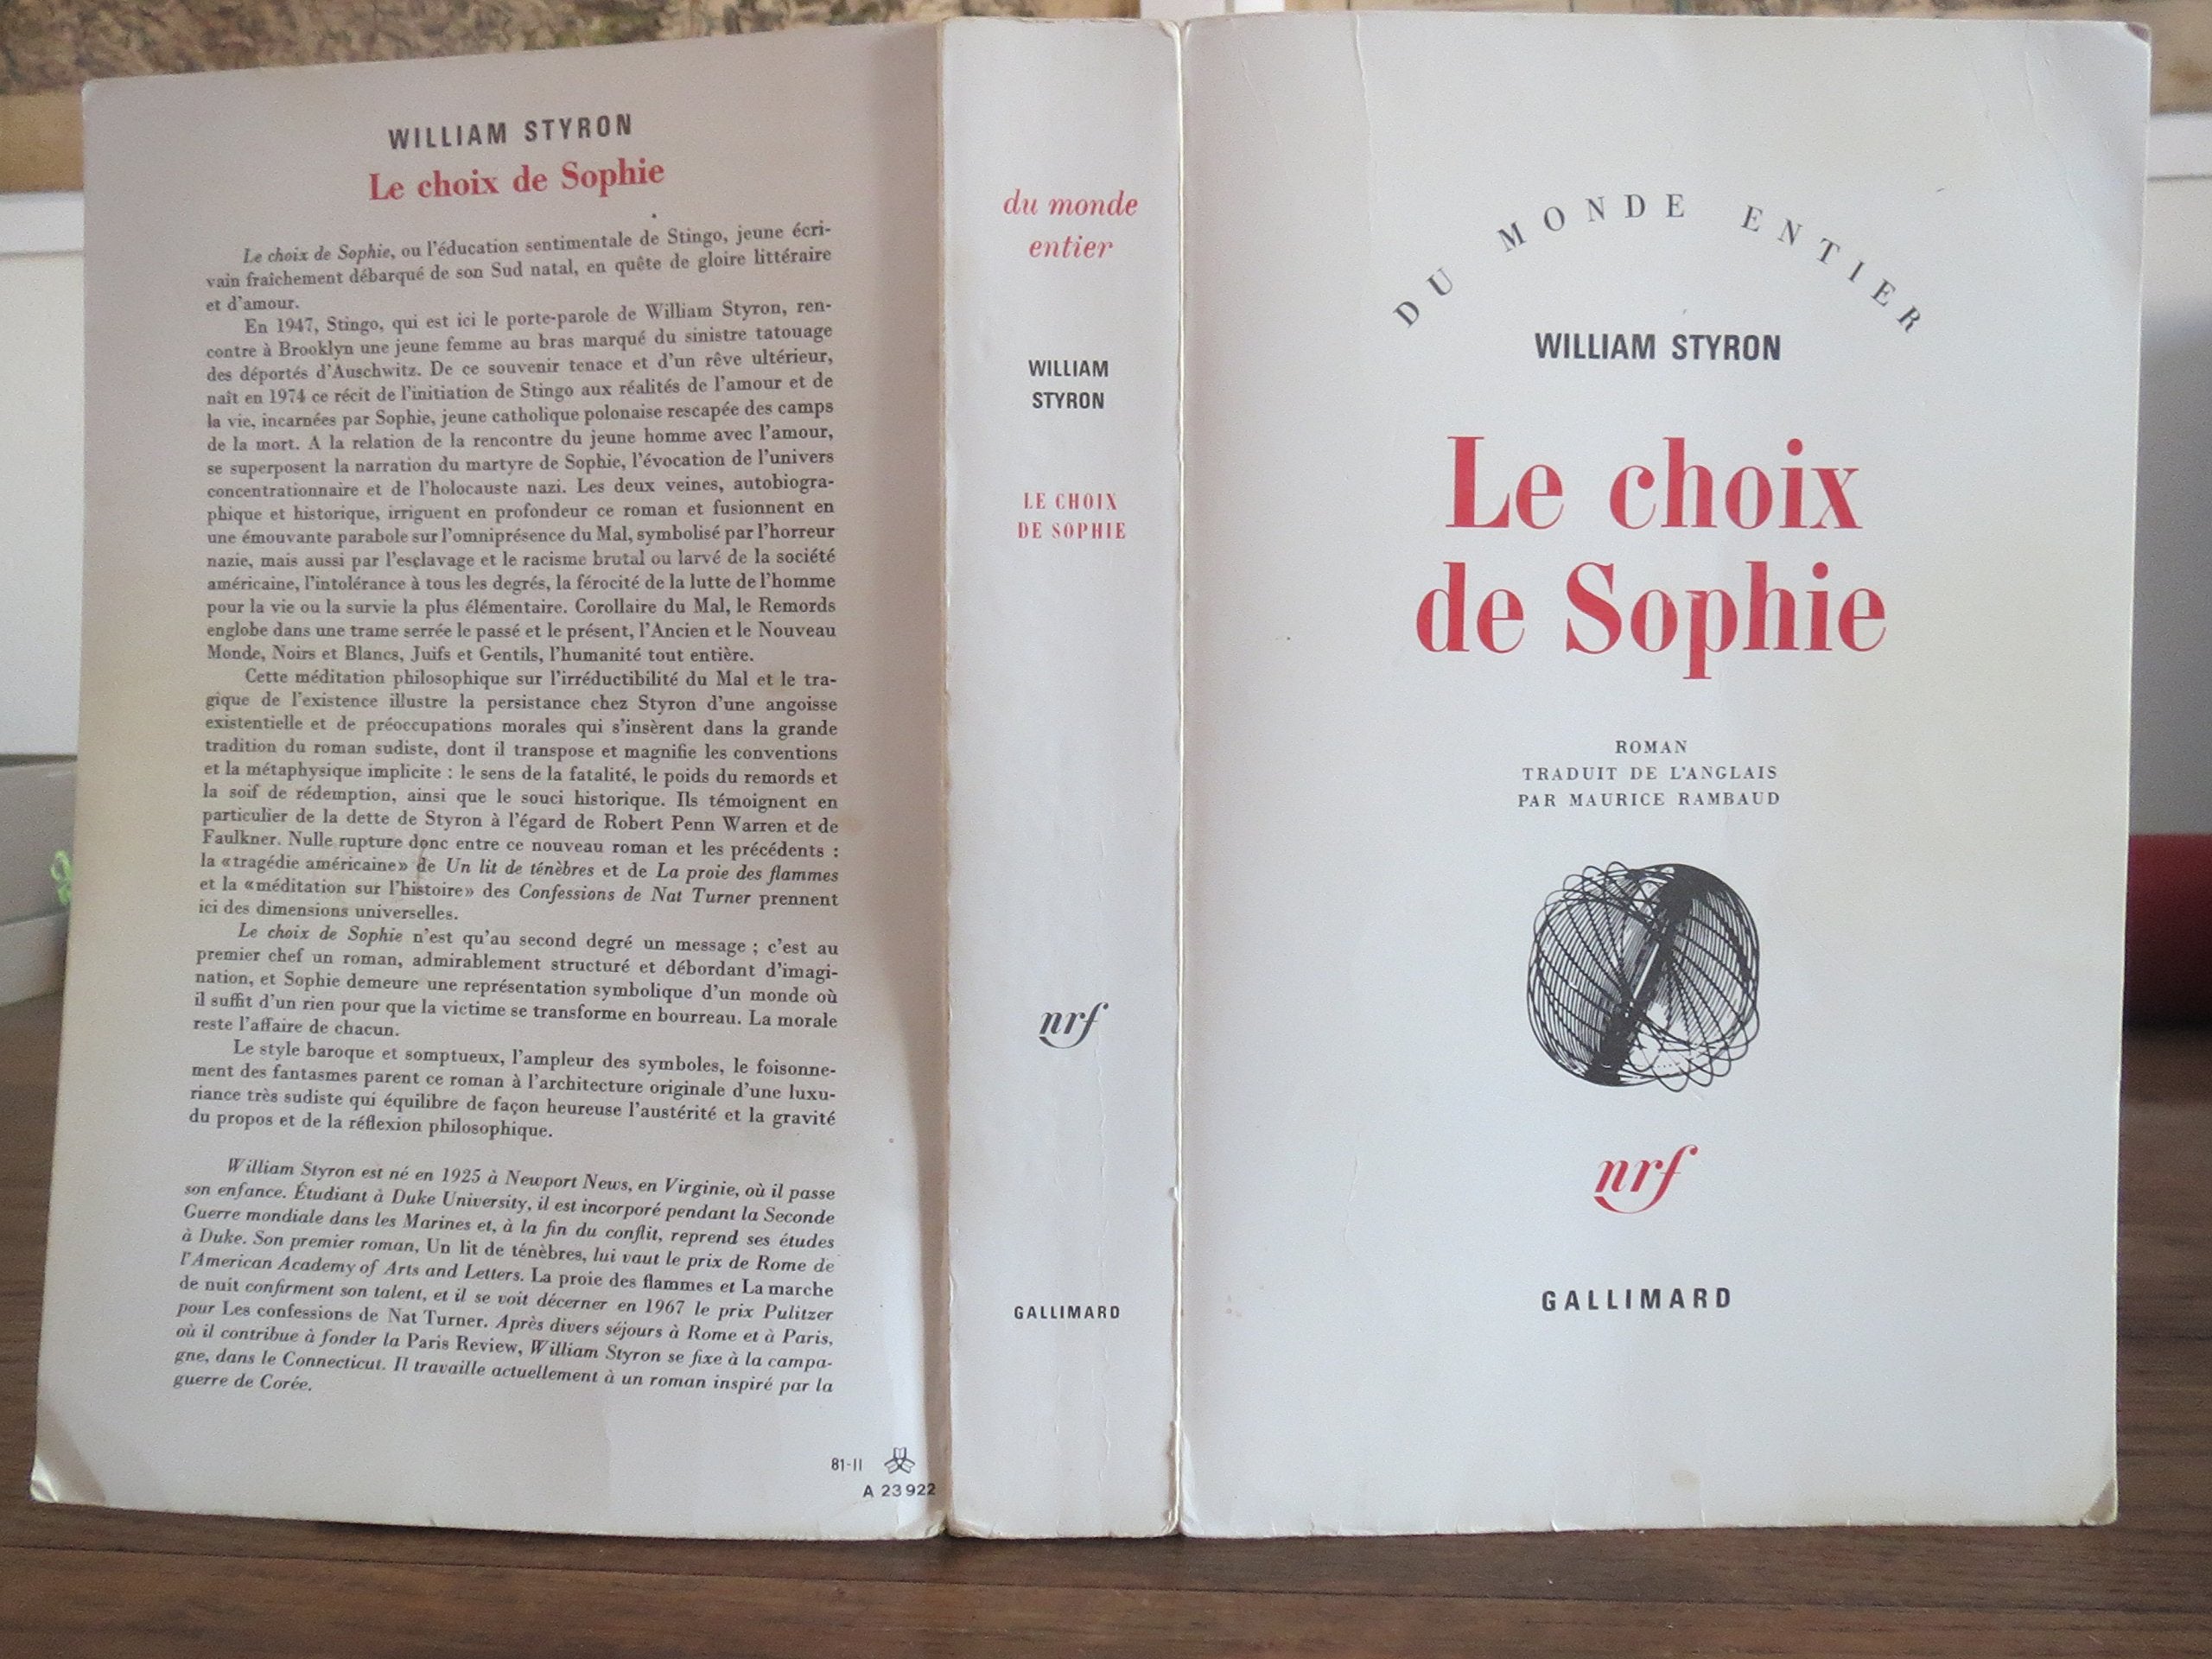 WILLIAM STYRON
Le choix de Sophie
Le choix de Sophie, ou l'éducation sentimentale de Stingo, jeune écri-
vain fraîchement débarqué de son Sud natal, en quête de gloire littéraire
et d'amour.
En 1947, Stingo, qui est ici le porte-parole de William Styron, ren-
contre à Brooklyn une jeune femme au bras marqué du sinistre tatouage
des déportés d'Auschwitz. De ce souvenir tenace et d'un rêve ultérieur,
naît en 1974 ce récit de l'initiation de Stingo aux réalités de l'amour et de
la vie, incarnées par Sophie, jeune catholique polonaise rescapée des camps
de la mort. A la relation de la rencontre du jeune homme avec l'amour,
se superposent la narration du martyre de Sophie, l'évocation de l'univers
concentrationnaire et de l'holocauste nazi. Les deux veines, autobiogra-
phique et historique, irriguent en profondeur ce roman et fusionnent en
une émouvante parabole sur l'omniprésence du Mal, symbolisé par l'horreur
nazie, mais aussi par l'esclavage et le racisme brutal ou larvé de la société
américaine, l'intolérance à tous les degrés, la férocité de la lutte de l'homme
pour la vie ou la survie la plus élémentaire. Corollaire du Mal, le Remords
englobe dans une trame serrée le passé et le présent, l'Ancien et le Nouveau
Monde, Noirs et Blancs, Juifs et Gentils, l'humanité tout entière.
Cette méditation philosophique sur l'irréductibilité du Mal et le tra-
gique de l'existence illustre la persistance chez Styron d'une angoisse
existentielle et de préoccupations morales qui s'insèrent dans la grande
tradition du roman sudiste, dont il transpose et magnifie les conventions
et la métaphysique implicite : le sens de la fatalité, le poids du remords et
la soif de rédemption, ainsi que le souci historique. Ils témoignent en
particulier de la dette de Styron à l'égard de Robert Penn Warren et de
Faulkner. Nulle rupture donc entre ce nouveau roman et les précédents :
la «tragédie américaine» de Un lit de ténèbres et de La proie des flammes
et la «méditation sur l'histoire» des Confessions de Nat Turner prennent
ici des dimensions universelles.
Le choix de Sophie n'est qu'au second degré un message ; c'est au
premier chef un roman, admirablement structuré et débordant d'imagi-
nation, et Sophie demeure une représentation symbolique d'un monde où
il suffit d'un rien pour que la victime se transforme en bourreau. La morale
reste l'affaire de chacun.
Le style baroque et somptueux, l'ampleur des symboles, le foisonne-
ment des fantasmes parent ce roman à l'architecture originale d'une luxu-
riance très sudiste qui équilibre de façon heureuse l'austérité et la gravité
du propos et de la réflexion philosophique.
William Styron est né en 1925 à Newport News, en Virginie, où il passe
son enfance. Étudiant à Duke University, il est incorporé pendant la Seconde
Guerre mondiale dans les Marines et, à la fin du conflit, reprend ses études
à Duke. Son premier roman, Un lit de ténèbres, lui vaut le prix de Rome de
l'American Academy of Arts and Letters. La proie des flammes et La marche
de nuit confirment son talent, et il se voit décerner en 1967 le prix Pulitzer
pour Les confessions de Nat Turner. Après divers séjours à Rome et à Paris,
où il contribue à fonder la Paris Review, William Styron se fixe à la campa-
gne, dans le Connecticut. Il travaille actuellement à un roman inspiré par la
guerre de Corée.
81-II
A 23922
du monde
entier
WILLIAM
STYRON
LE CHOIX
DE SOPHIE
nrf
GALLIMARD
DU MONDE ENTIER
WILLIAM STYRON
Le choix
de Sophie
ROMAN
TRADUIT DE L'ANGLAIS
PAR MAURICE RAMBAUD
nrf
GALLIMARD